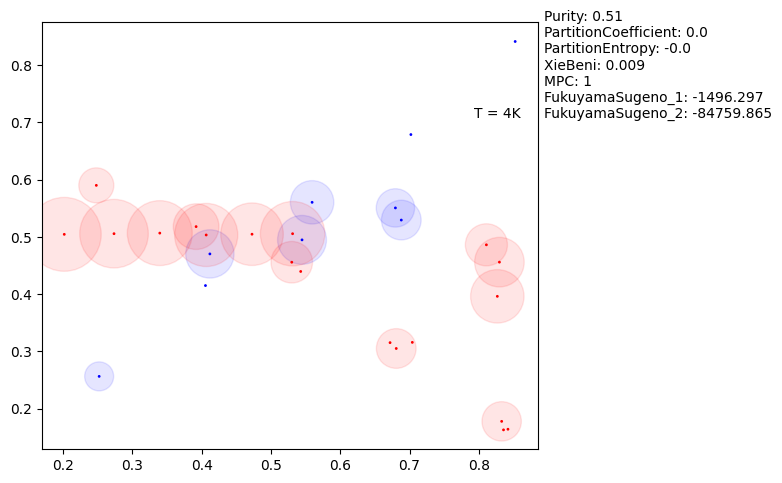 Purity: 0.51
PartitionCoefficient: 0.0
PartitionEntropy: -0.0
XieBeni: 0.009
MPC: 1
FukuyamaSugeno_1: -1496.297
FukuyamaSugeno_2: -84759.865
T = 4K
0.8
0.7
0.6
0.5
0.4
0.3
0.2
0.2 0.3 0.4 0.5 0.6 0.7 0.8